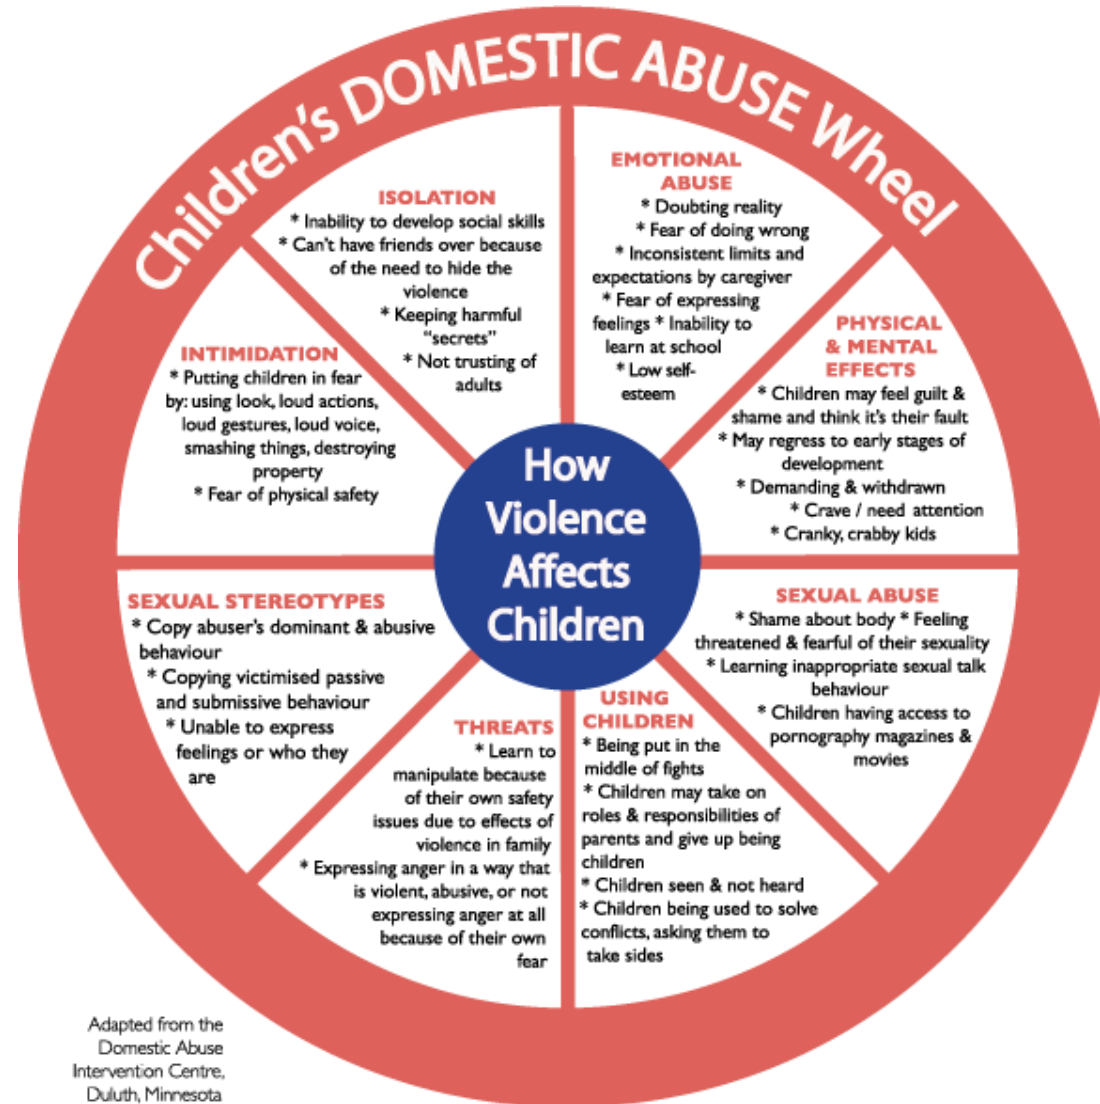 Children's DOMESTIC ABUSE Wheel
ISOLATION
* Inability to develop social skills
* Can't have friends over because
of the need to hide the
violence
* Keeping harmful
"secrets"
* Not trusting of
adults
EMOTIONAL
ABUSE
* Doubting reality
* Fear of doing wrong
* Inconsistent limits and
expectations by caregiver
* Fear of expressing
feelings * Inability to
learn at school
* Low self-
esteem
PHYSICAL
& MENTAL
EFFECTS
* Children may feel guilt &
shame and think it's their fault
* May regress to early stages of
development
* Demanding & withdrawn
* Crave / need attention
* Cranky, crabby kids
SEXUAL ABUSE
* Shame about body * Feeling
threatened & fearful of their sexuality
* Learning inappropriate sexual talk
behaviour
* Children having access to
pornography magazines &
movies
USING
CHILDREN
* Being put in the
middle of fights
* Children may take on
roles & responsibilities of
parents and give up being
children
* Children seen & not heard
* Children being used to solve
conflicts, asking them to
take sides
THREATS
* Learn to
manipulate because
of their own safety
issues due to effects of
violence in family
* Expressing anger in a way that
is violent, abusive, or not
expressing anger at all
because of their own
fear
SEXUAL STEREOTYPES
* Copy abuser's dominant & abusive
behaviour
* Copying victimised passive
and submissive behaviour
* Unable to express
feelings or who they
are
INTIMIDATION
* Putting children in fear
by: using look, loud actions,
loud gestures, loud voice,
smashing things, destroying
property
* Fear of physical safety
How
Violence
Affects
Children
Adapted from the
Domestic Abuse
Intervention Centre,
Duluth, Minnesota